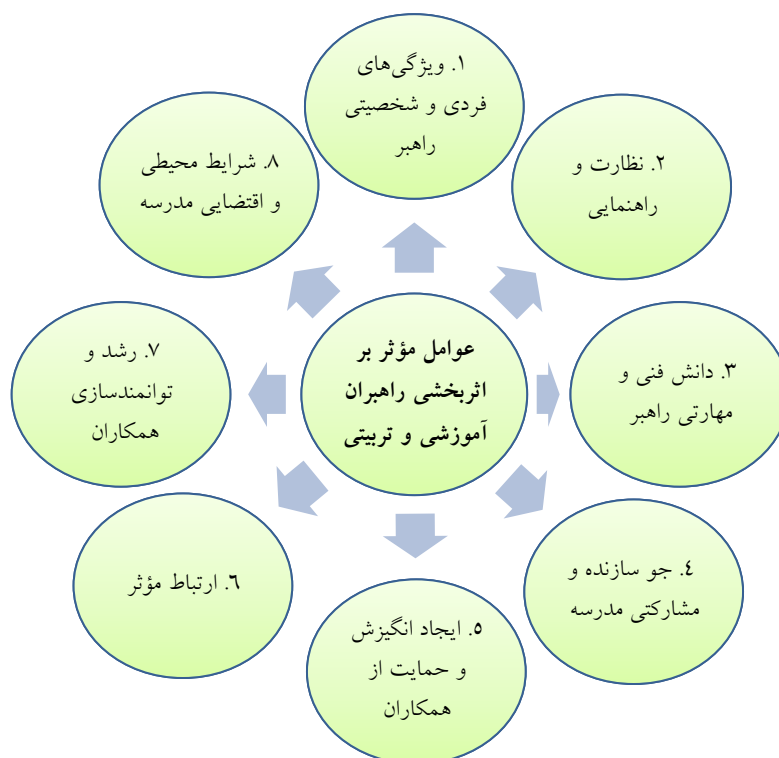 ۱. ویژگی‌های
فردی و شخصیتی
راهبر
۲. نظارت و
راهنمایی
۳. دانش فنی و
مهارتی راهبر
۴. جو سازنده و
مشارکتی مدرسه
۵. ایجاد انگیزش
و حمایت از
همکاران
۶. ارتباط مؤثر
۷. رشد و
توانمندسازی
همکاران
۸. شرایط محیطی
و اقتضایی مدرسه
عوامل مؤثر بر
اثربخشی راهبران
آموزشی و تربیتی